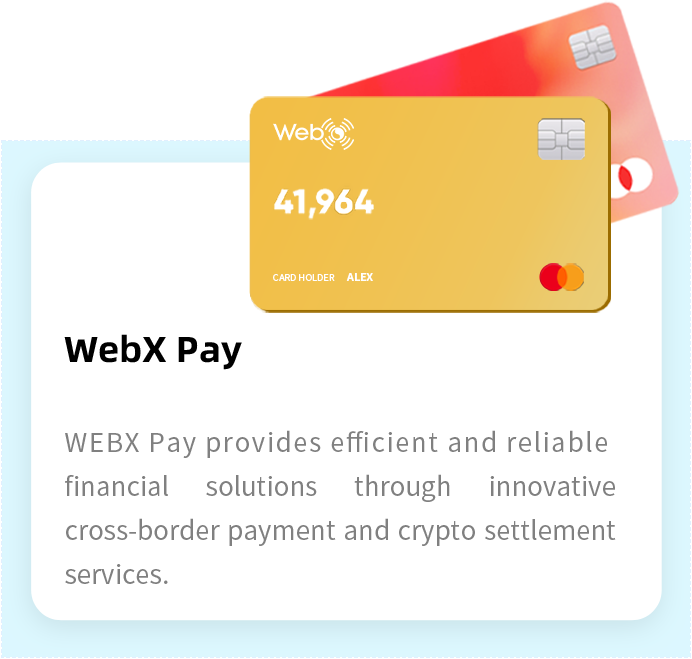 WebX
41,964
CARD HOLDER ALEX
WebX Pay
WEBX Pay provides efficient and reliable
financial solutions through innovative
cross-border payment and crypto settlement
services.